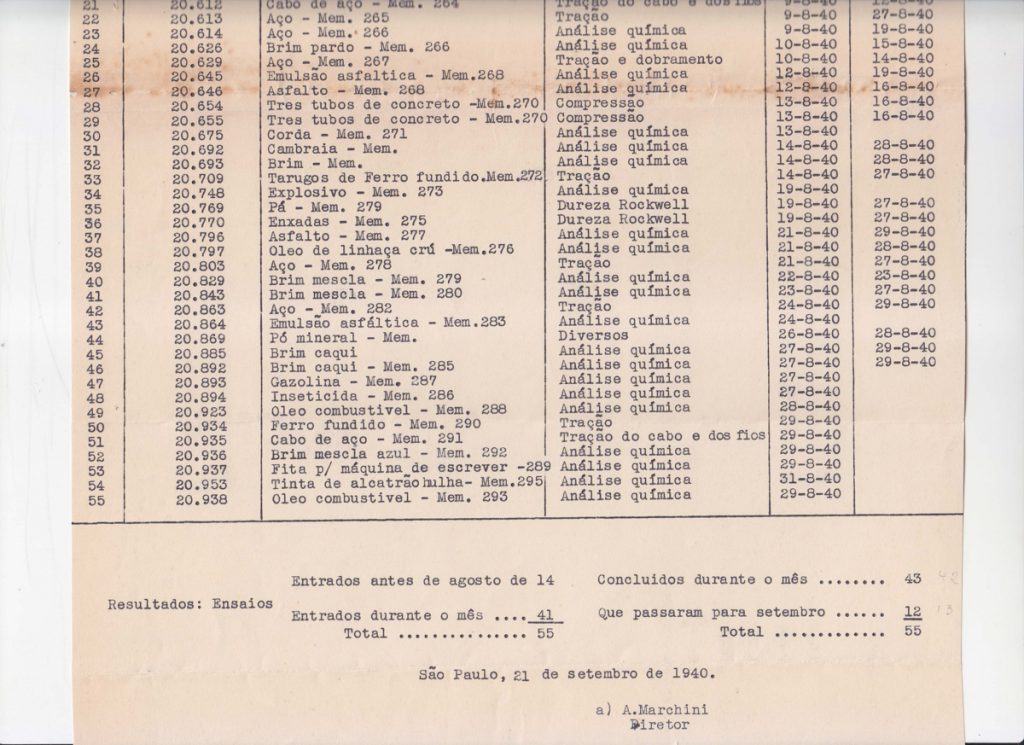 21 20.612 Cabo de aço - Mem. 264 Tração do cabo e dos fios 9-8-40
22 20.613 Aço - Mem. 265 Tração 9-8-40 27-8-40
23 20.614 Aço - Mem. 266 Análise química 9-8-40 19-8-40
24 20.626 Brim pardo - Mem. 266 Análise química 10-8-40 15-8-40
25 20.629 Aço - Mem. 267 Tração e dobramento 10-8-40 14-8-40
26 20.645 Emulsão asfaltica - Mem.268 Análise química 12-8-40 19-8-40
27 20.646 Asfalto - Mem. 268 Análise química 12-8-40 16-8-40
28 20.654 Tres tubos de concreto -Mem.270 Compressão 13-8-40 16-8-40
29 20.655 Tres tubos de concreto - Mem.270 Compressão 13-8-40 16-8-40
30 20.675 Corda - Mem. 271 Análise química 13-8-40
31 20.692 Cambraia - Mem. Análise química 14-8-40 28-8-40
32 20.693 Brim - Mem. Análise química 14-8-40 28-8-40
33 20.709 Tarugos de Ferro fundido.Mem.272 Tração 14-8-40 27-8-40
34 20.748 Explosivo - Mem. 273 Análise química 19-8-40
35 20.769 Pá - Mem. 279 Dureza Rockwell 19-8-40 27-8-40
36 20.770 Enxadas - Mem. 275 Dureza Rockwell 19-8-40 27-8-40
37 20.796 Asfalto - Mem. 277 Análise química 21-8-40 29-8-40
38 20.797 Oleo de linhaça crú -Mem.276 Análise química 21-8-40 28-8-40
39 20.803 Aço - Mem. 278 Tração 21-8-40 27-8-40
40 20.829 Brim mescla - Mem. 279 Análise química 22-8-40 23-8-40
41 20.843 Brim mescla - Mem. 280 Análise química 23-8-40 27-8-40
42 20.863 Aço - Mem. 282 Tração 24-8-40 29-8-40
43 20.864 Emulsão asfáltica - Mem.283 Análise química 24-8-40
44 20.869 Pó mineral - Mem. Diversos 26-8-40 28-8-40
45 20.885 Brim caqui Análise química 27-8-40 29-8-40
46 20.892 Brim caqui - Mem. 285 Análise química 27-8-40 29-8-40
47 20.893 Gazolina - Mem. 287 Análise química 27-8-40
48 20.894 Inseticida - Mem. 286 Análise química 27-8-40
49 20.923 Oleo combustivel - Mem. 288 Análise química 28-8-40
50 20.934 Ferro fundido - Mem. 290 Tração 29-8-40
51 20.935 Cabo de aço - Mem. 291 Tração do cabo e dos fios 29-8-40
52 20.936 Brim mescla azul - Mem. 292 Análise química 29-8-40
53 20.937 Fita p/ máquina de escrever -289 Análise química 29-8-40
54 20.953 Tinta de alcatrão hulha- Mem.295 Análise química 31-8-40
55 20.938 Oleo combustivel - Mem. 293 Análise química 29-8-40
Entrados antes de agosto de 14 Concluidos durante o mês ........ 43 42
Resultados: Ensaios
Entrados durante o mês .... 41 Que passaram para setembro ...... 12 13
Total ............... 55 Total ............. 55
São Paulo, 21 de setembro de 1940.
a) A.Marchini
Diretor